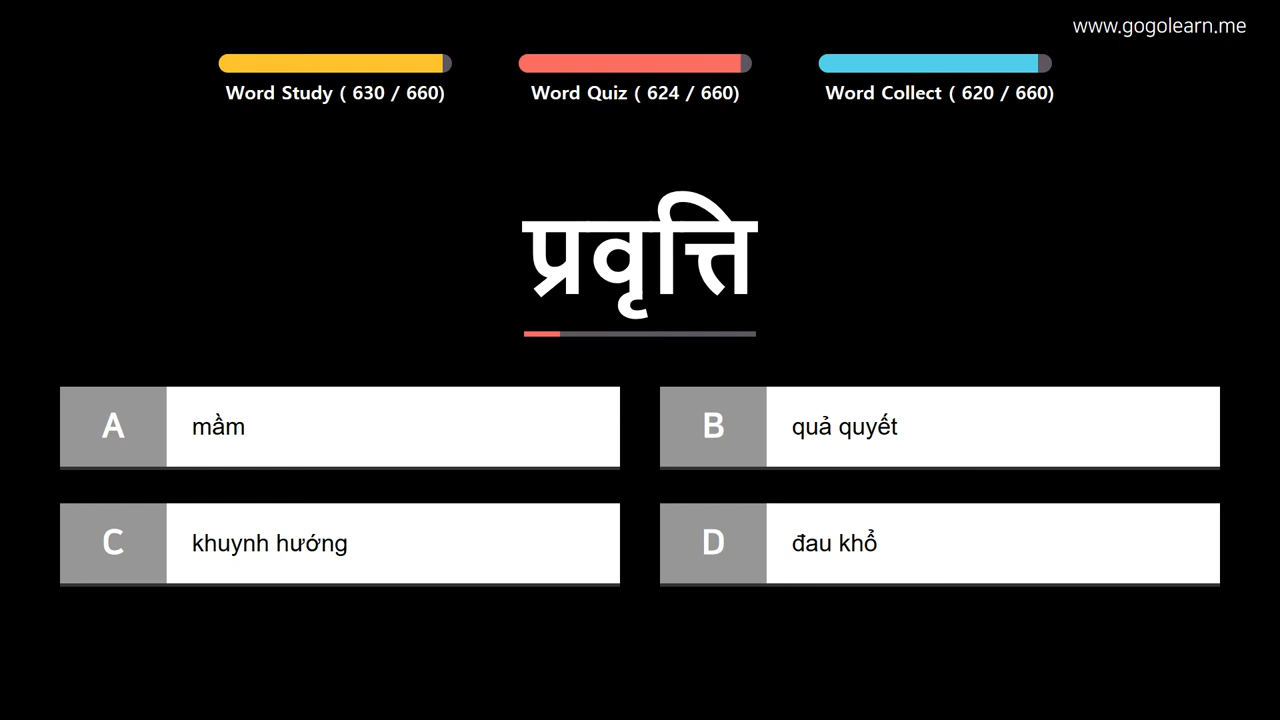 www.gogolearn.me
Word Study ( 630 / 660)
Word Quiz ( 624 / 660)
Word Collect ( 620 / 660)
प्रवृत्ति
A
mầm
B
quả quyết
C
khuynh hướng
D
đau khổ